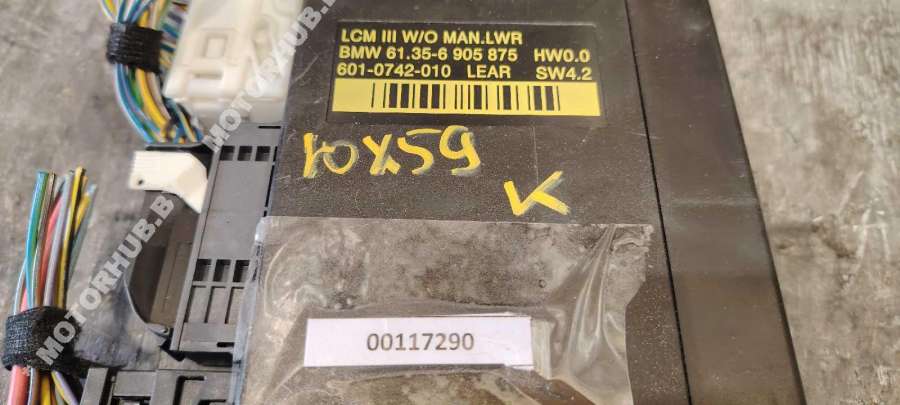 LCM III W/O MAN.LWR
BMW 61.35-6 905 875 HW0.0
601-0742-010 LEAR SW4.2
10X59
K
00117290
MOTORHUB.BY
MOTORHUB.B